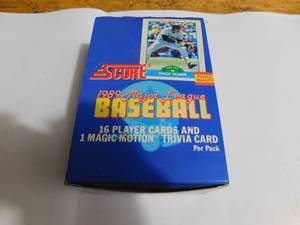 SCORE
1989 Major League
BASEBALL
16 PLAYER CARDS AND
1 MAGIC MOTION TRIVIA CARD
Per Pack